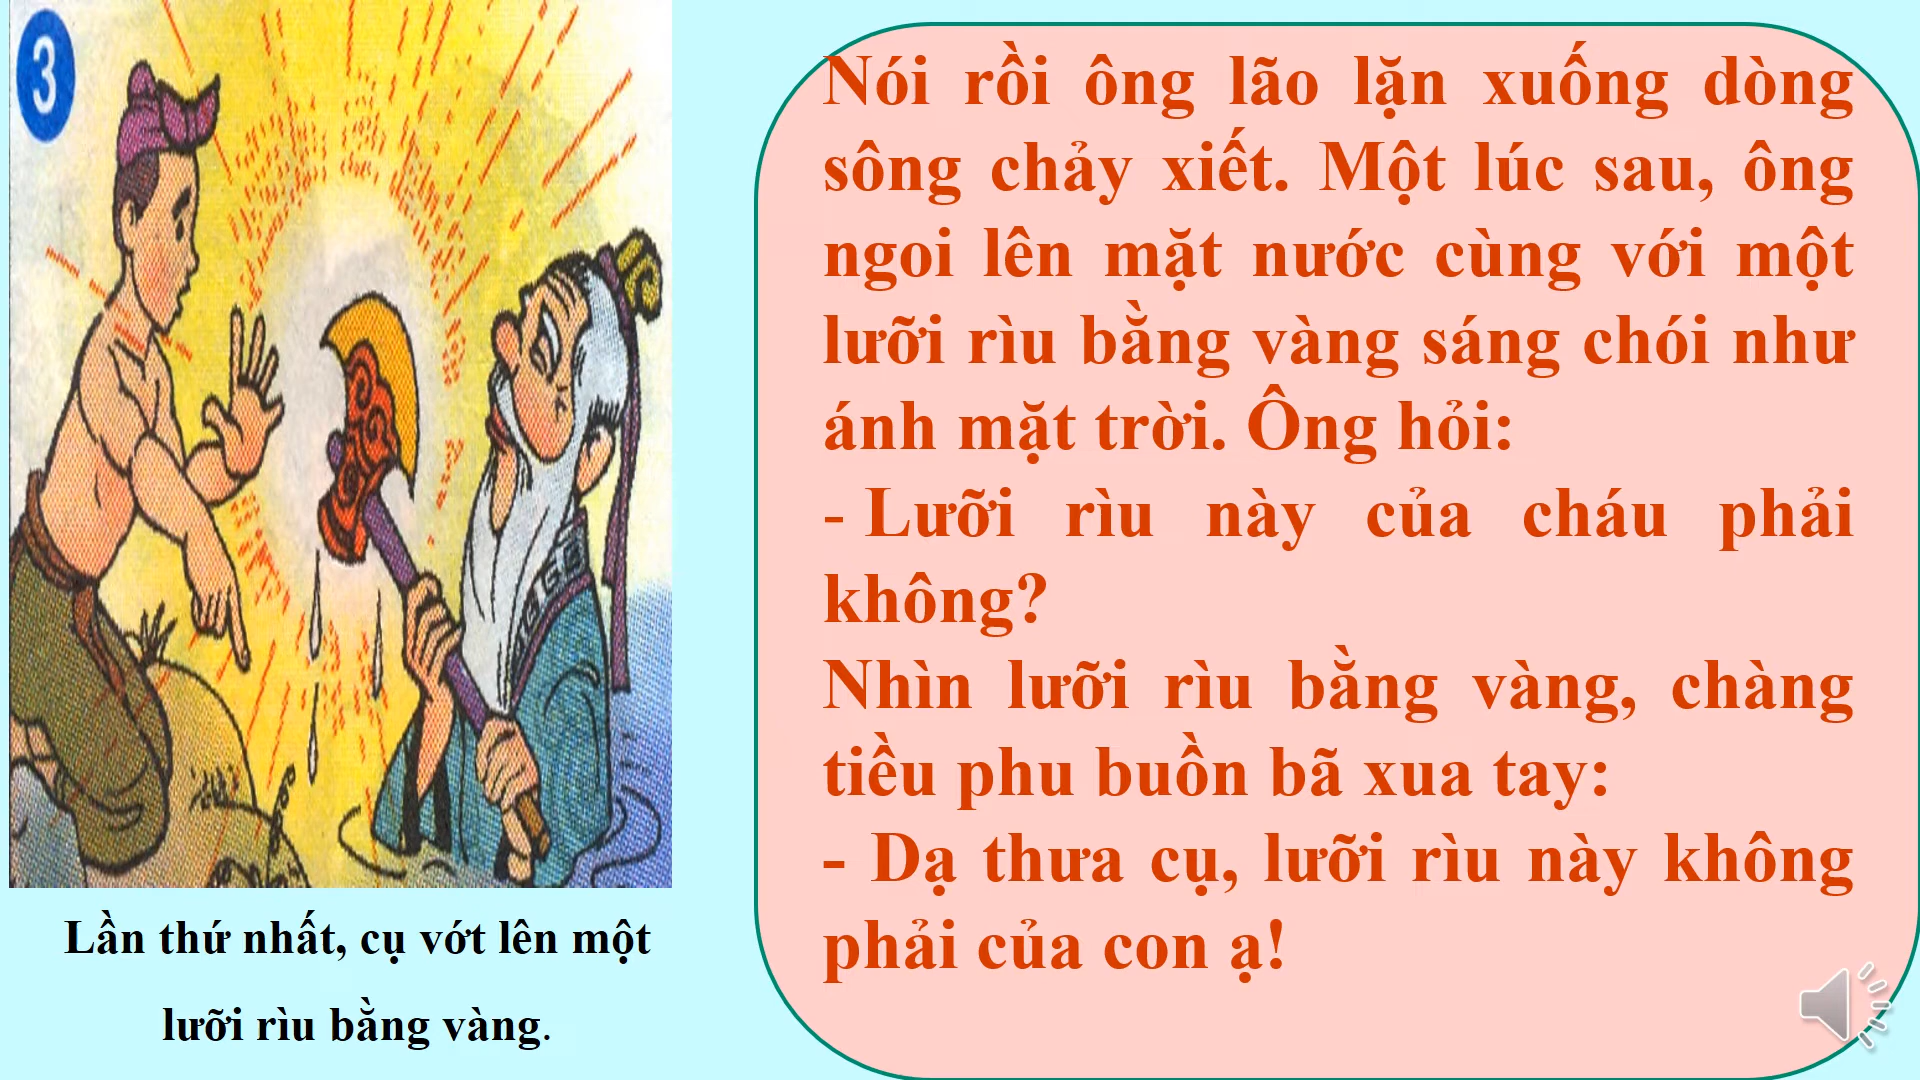 3
Nói rồi ông lão lặn xuống dòng
sông chảy xiết. Một lúc sau, ông
ngoi lên mặt nước cùng với một
lưỡi rìu bằng vàng sáng chói như
ánh mặt trời. Ông hỏi:
- Lưỡi rìu này của cháu phải
không?
Nhìn lưỡi rìu bằng vàng, chàng
tiều phu buồn bã xua tay:
- Dạ thưa cụ, lưỡi rìu này không
phải của con ạ!
Lần thứ nhất, cụ vớt lên một
lưỡi rìu bằng vàng.